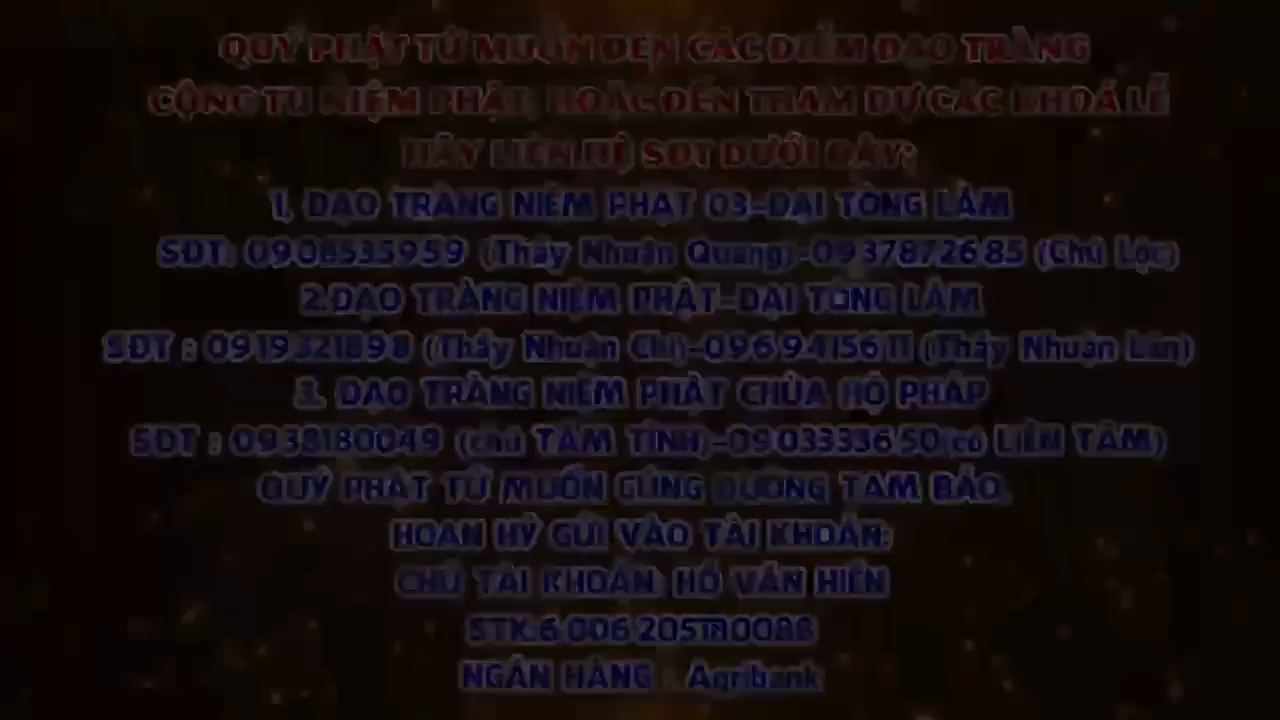 QUÝ PHẬT TỬ MUỐN ĐẾN CÁC ĐIỂM ĐẠO TRÀNG
CỘNG TU NIỆM PHẬT, HOẶC ĐẾN THAM DỰ CÁC KHOÁ LỄ
HÃY LIÊN HỆ SĐT DƯỚI ĐÂY:
1, ĐẠO TRÀNG NIỆM PHẬT 03-ĐẠI TÒNG LÂM
SĐT: 0908535959 (Thầy Nhuận Quang)-0937872685 (Chú Lộc)
2.ĐẠO TRÀNG NIỆM PHẬT-ĐẠI TÒNG LÂM
SĐT : 0919321898 (Thầy Nhuận Chí)-0969415611 (Thầy Nhuận Lan)
3. ĐẠO TRÀNG NIỆM PHẬT CHÙA HỘ PHÁP
SĐT : 0938180049 (chú TÂM TỊNH)-0903333650(cô LIÊN TÂM)
QUÝ PHẬT TỬ MUỐN CÚNG DƯỜNG TAM BẢO
HOAN HỶ GỬI VÀO TÀI KHOẢN:
CHỦ TÀI KHOẢN: HỒ VĂN HIỀN
STK:6006205180088
NGÂN HÀNG : Agribank